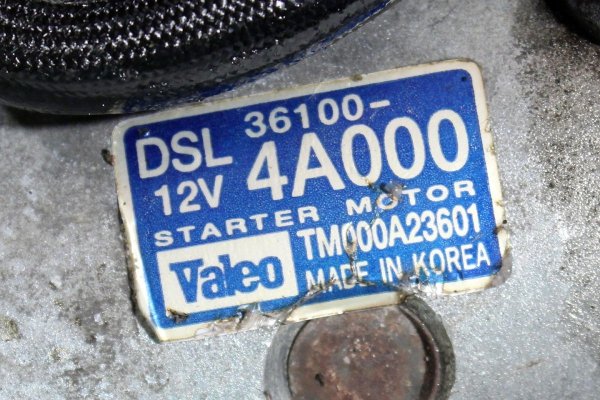 DSL 36100-
12V 4A000
STARTER MOTOR
Valeo TM000A23601
MADE IN KOREA